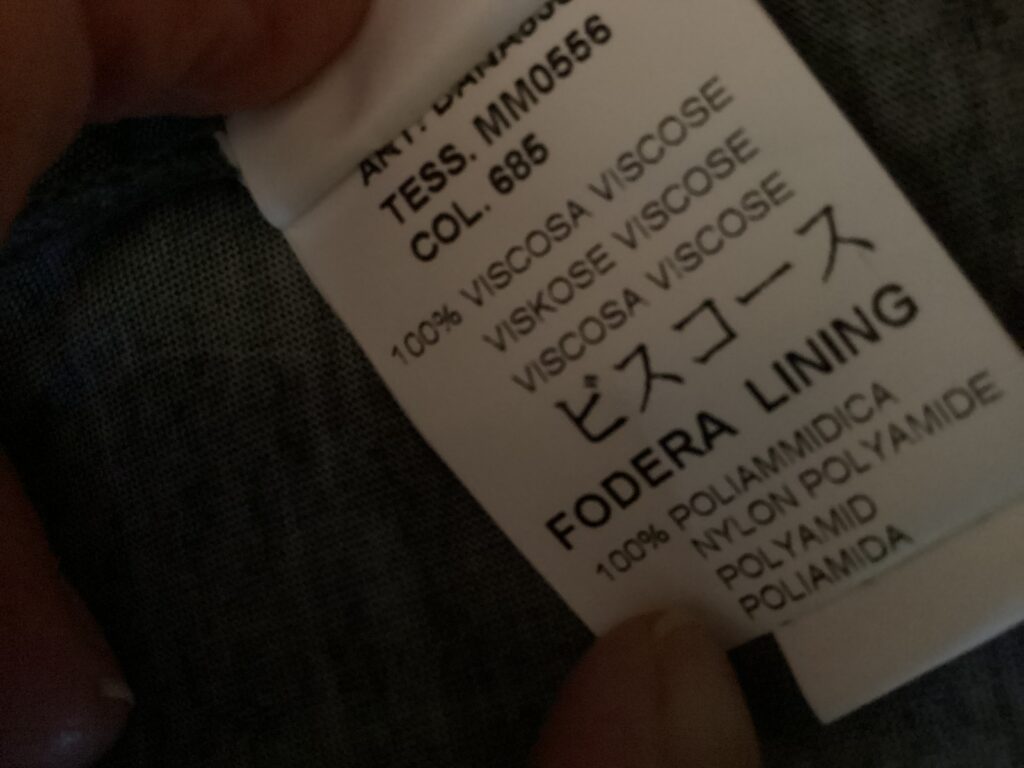 ART.
TESS. MM0556
COL. 685
100% VISCOSA VISCOSE
VISKOSE VISCOSE
VISCOSA VISCOSE
ビスコース
FODERA LINING
100% POLIAMMIDICA
NYLON POLYAMIDE
POLYAMID
POLIAMIDA